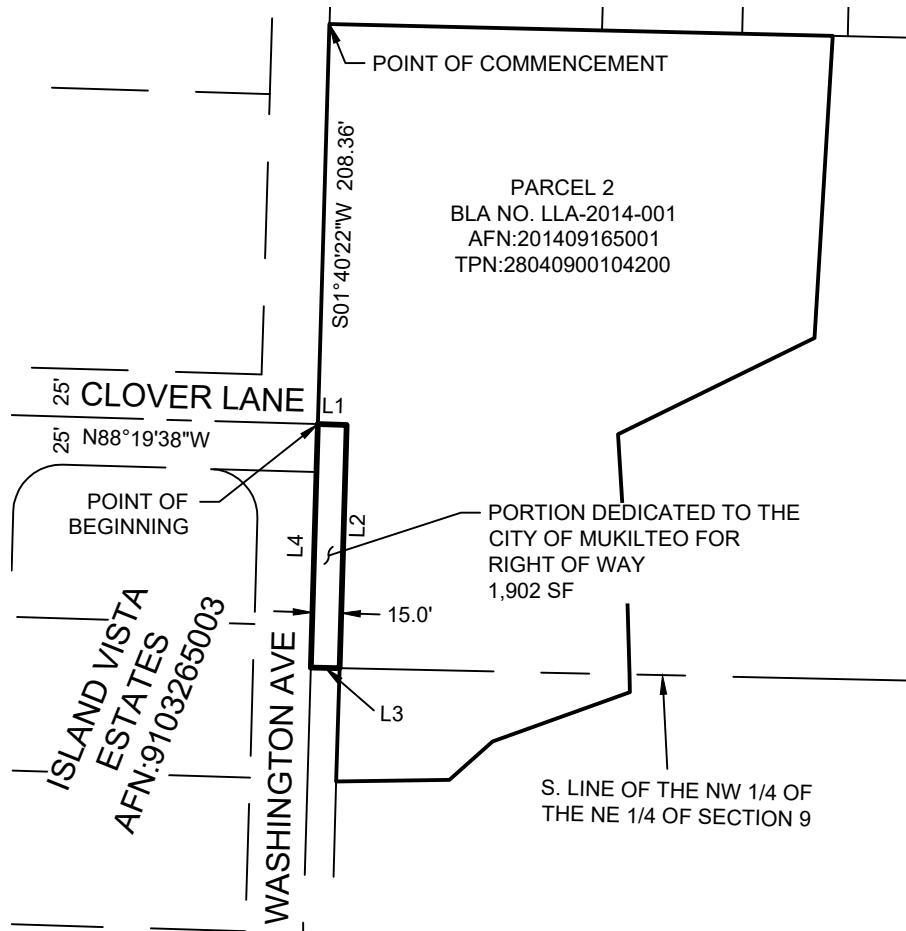 POINT OF COMMENCEMENT
S01°40'22"W 208.36'
PARCEL 2
BLA NO. LLA-2014-001
AFN:201409165001
TPN:28040900104200
25'
CLOVER LANE
L1
25'
N88°19'38"W
POINT OF
BEGINNING
L4
L2
PORTION DEDICATED TO THE
CITY OF MUKILTEO FOR
RIGHT OF WAY
1,902 SF
15.0'
L3
ISLAND VISTA
ESTATES
AFN:9103265003
WASHINGTON AVE
S. LINE OF THE NW 1/4 OF
THE NE 1/4 OF SECTION 9